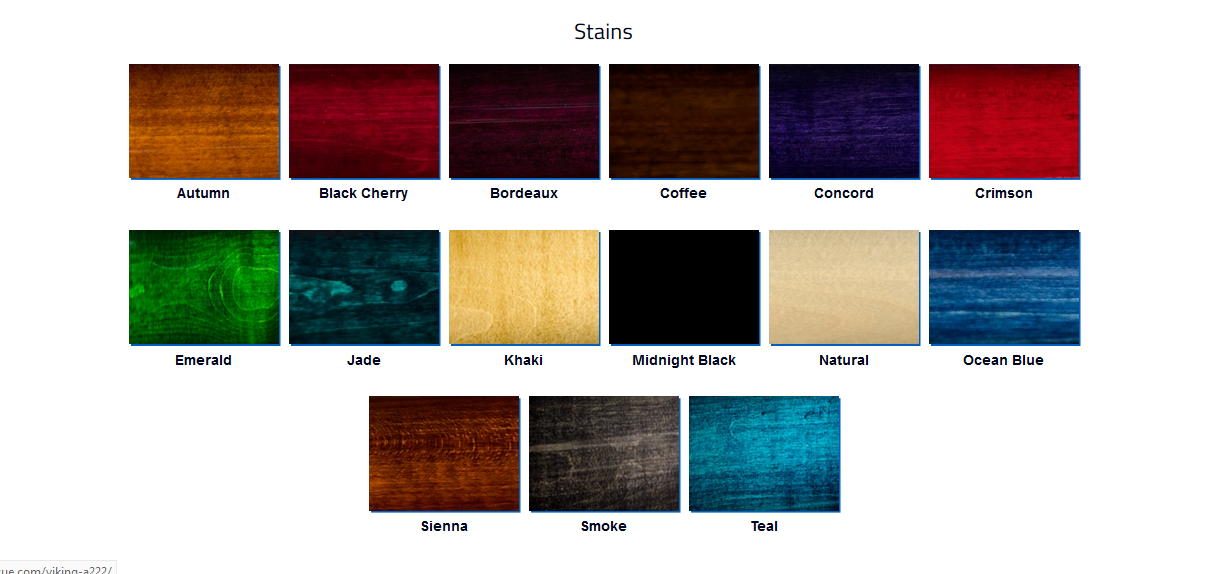 Stains
Autumn Black Cherry Bordeaux Coffee Concord Crimson
Emerald Jade Khaki Midnight Black Natural Ocean Blue
Sienna Smoke Teal
ue.com/viking-a222/